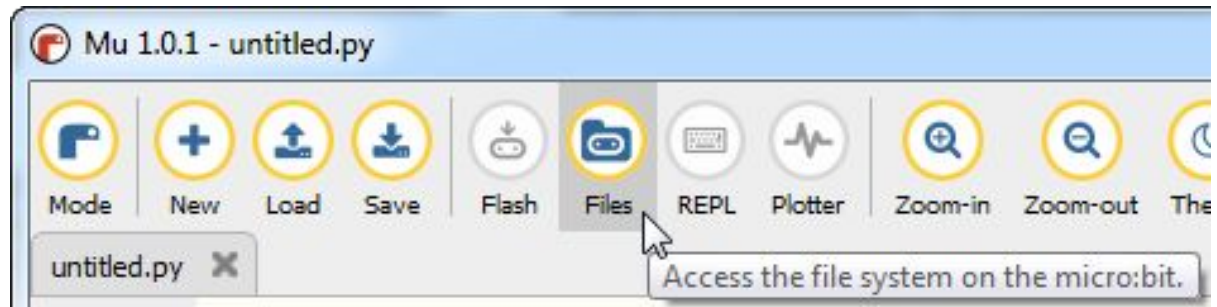 Mu 1.0.1 - untitled.py
Mode New Load Save Flash Files REPL Plotter Zoom-in Zoom-out The
untitled.py
Access the file system on the micro:bit.